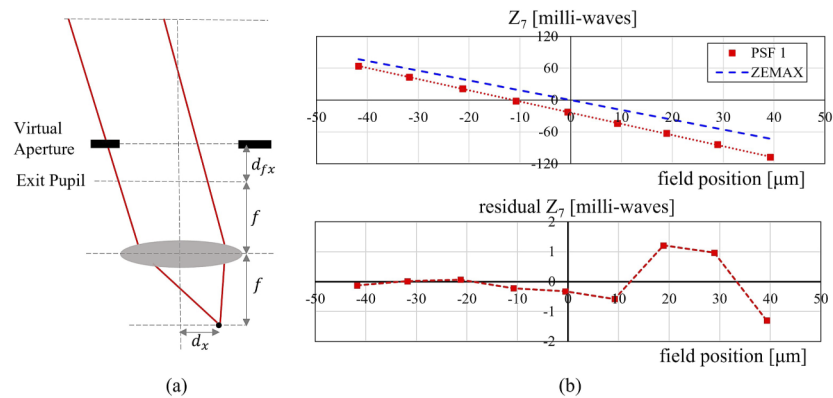 Virtual
Aperture
Exit Pupil
d_fx
f
f
d_x
(a)
Z₇ [milli-waves]
120
60
0
-60
-120
-50 -40 -30 -20 -10 0 10 20 30 40 50
PSF 1
ZEMAX
field position [μm]
residual Z₇ [milli-waves]
2
1
0
-1
-2
-50 -40 -30 -20 -10 0 10 20 30 40 50
field position [μm]
(b)